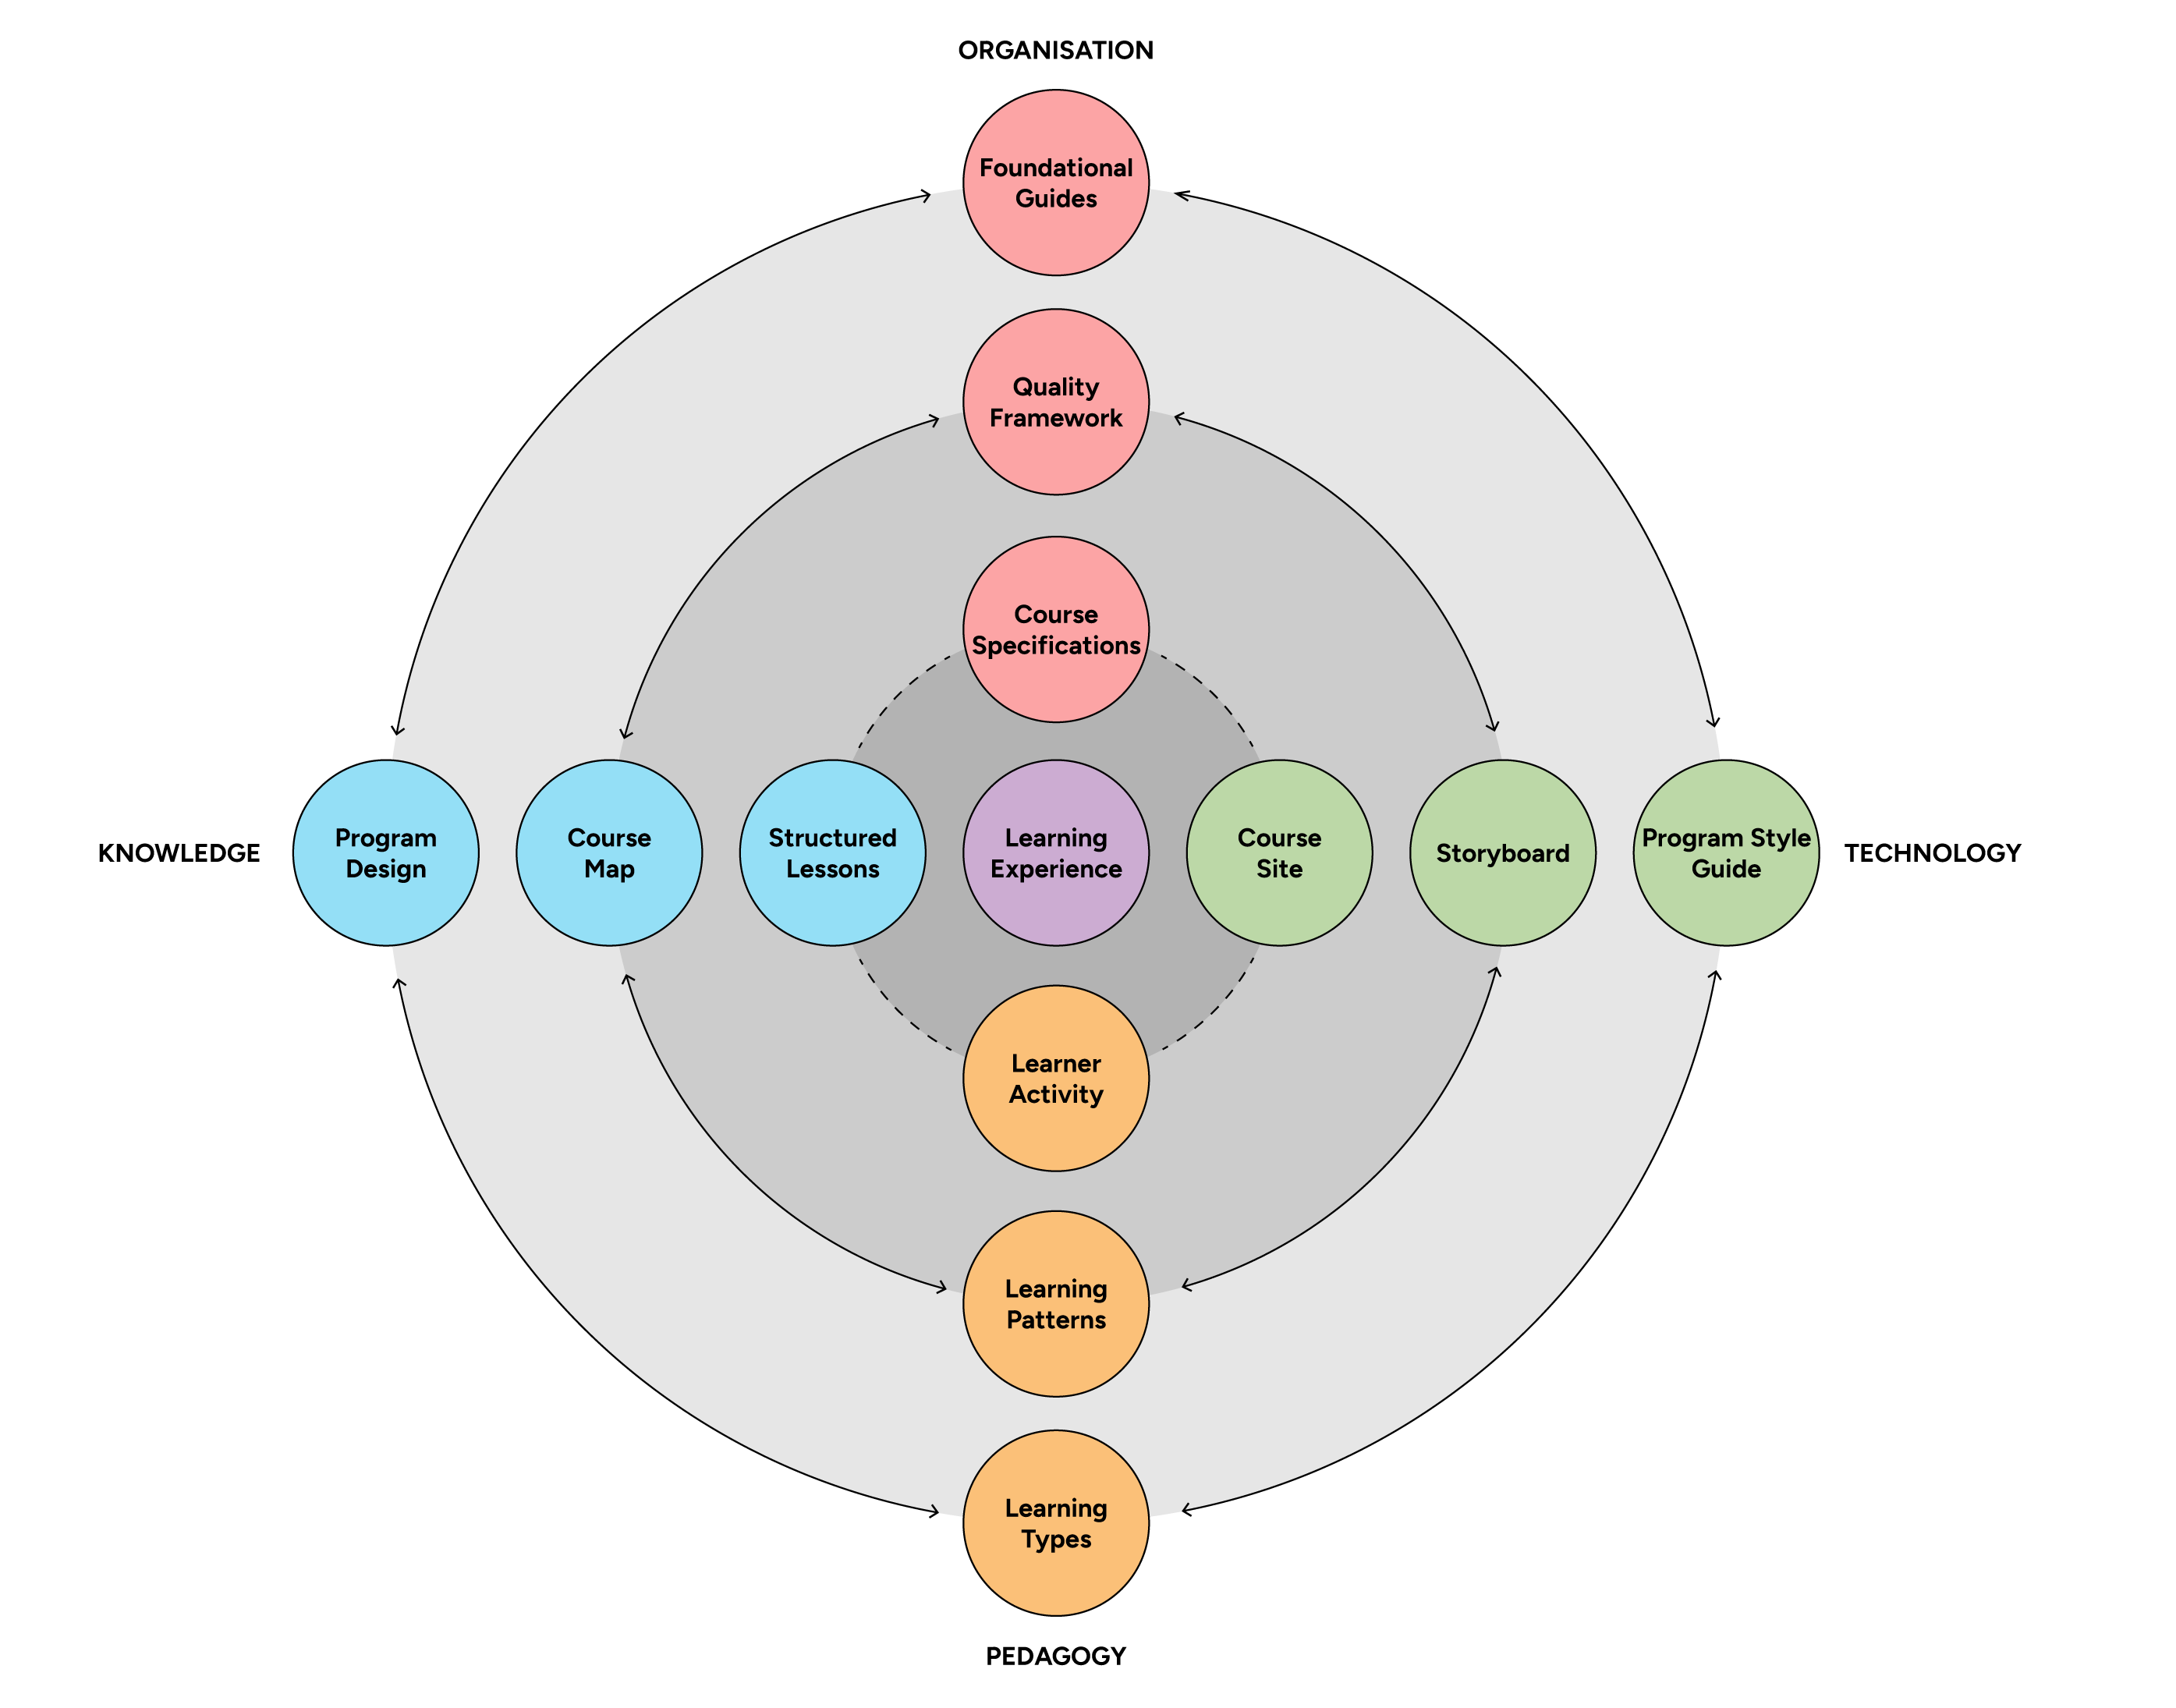 ORGANISATION
Foundational
Guides
Quality
Framework
Course
Specifications
KNOWLEDGE
Program
Design
Course
Map
Structured
Lessons
Learning
Experience
Course
Site
Storyboard
Program Style
Guide
TECHNOLOGY
Learner
Activity
Learning
Patterns
Learning
Types
PEDAGOGY